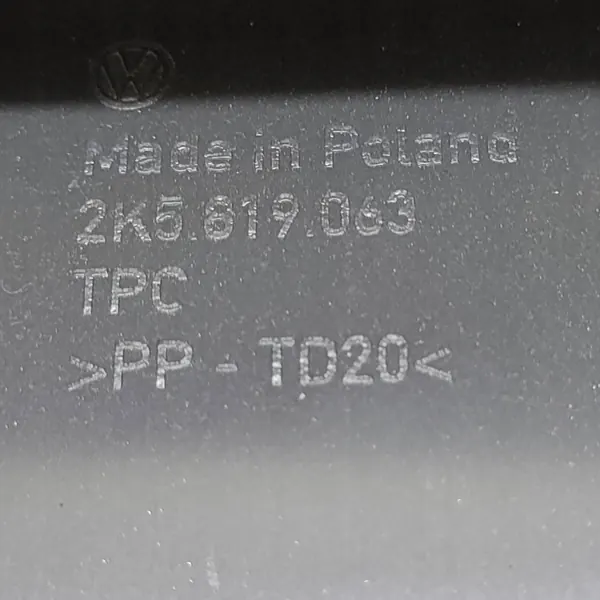 Made in Poland
2K5.819.063
TPC
>PP - TD20<